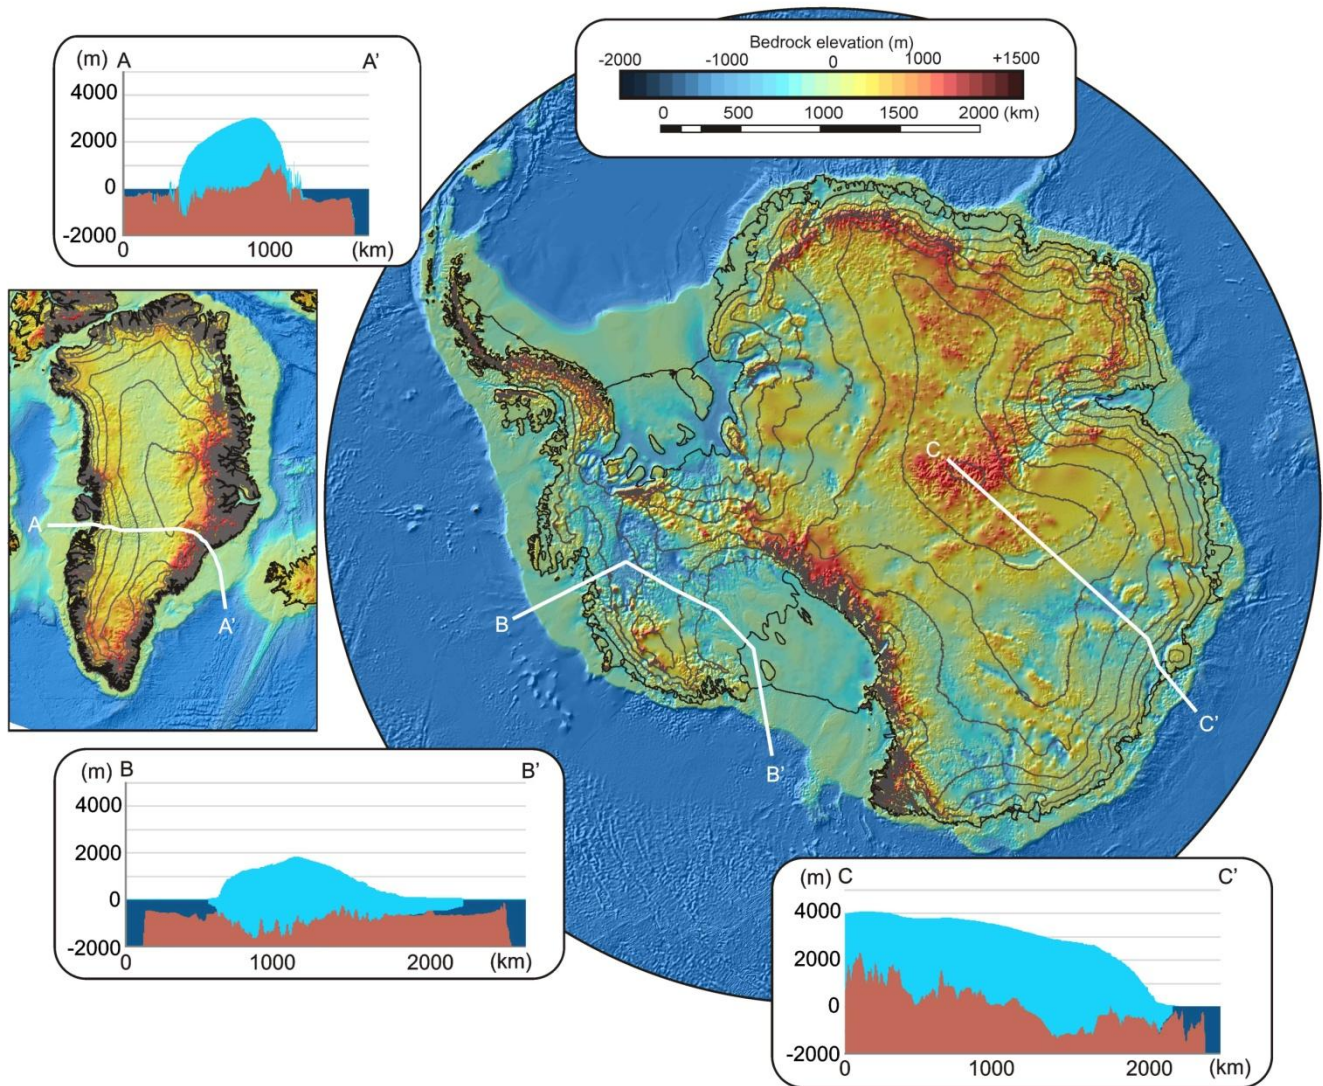 (m) A A'
4000
2000
0
-2000
0 1000 (km)
Bedrock elevation (m)
-2000 -1000 0 1000 +1500
0 500 1000 1500 2000 (km)
A
A'
B
B'
C
C'
(m) B B'
4000
2000
0
-2000
0 1000 2000 (km)
(m) C C'
4000
2000
0
-2000
0 1000 2000 (km)